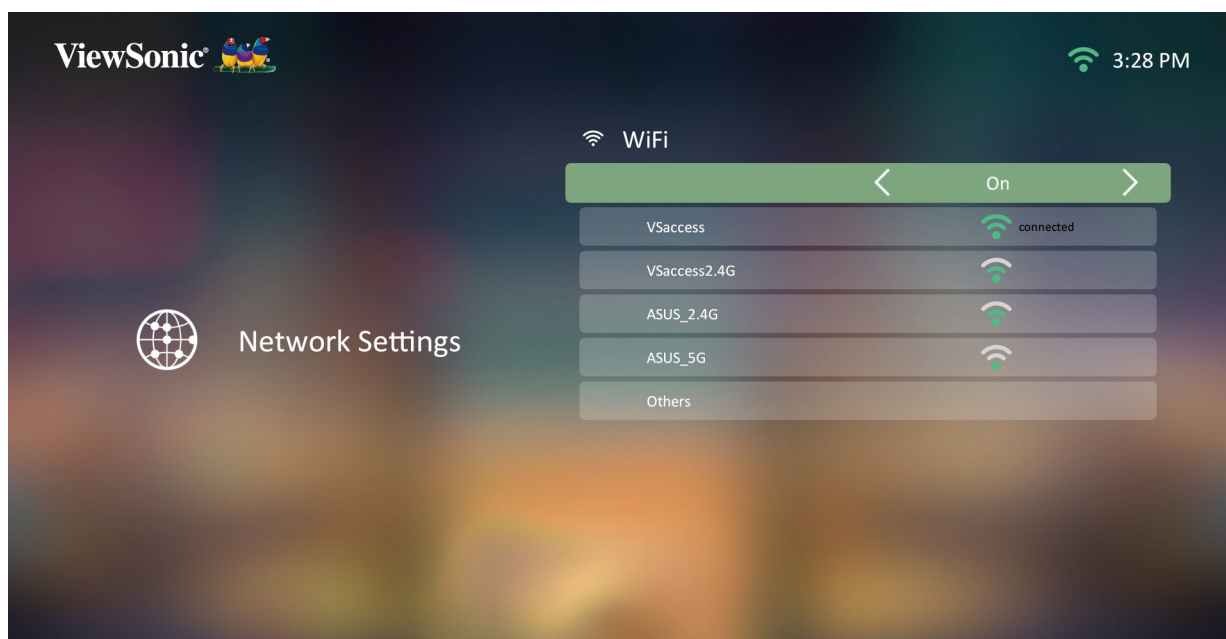 ViewSonic®
3:28 PM
WiFi
On
VSaccess
connected
VSaccess2.4G
ASUS_2.4G
ASUS_5G
Others
Network Settings